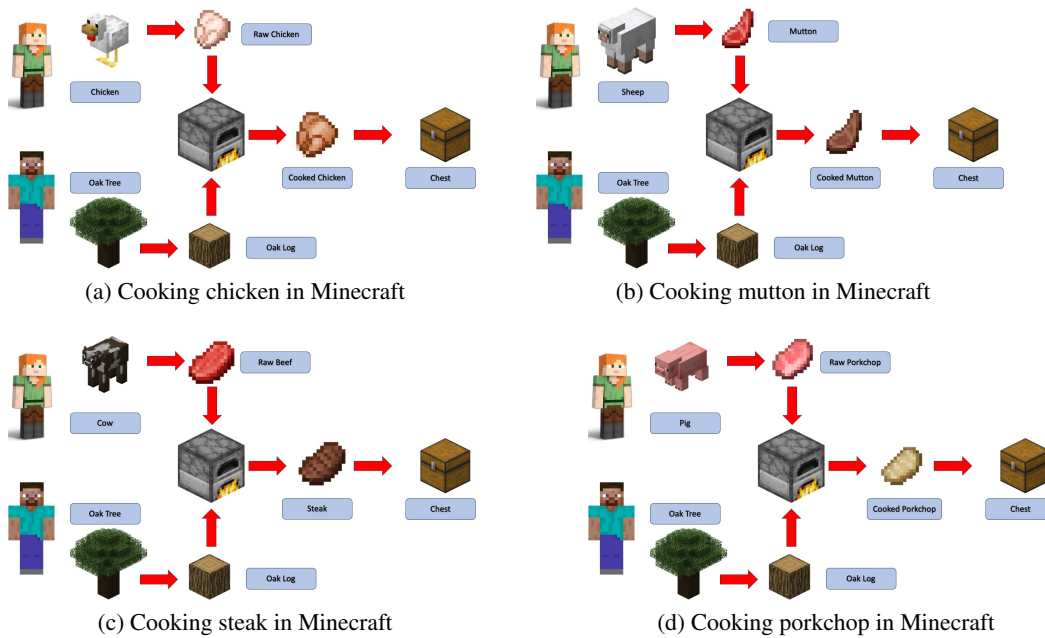 Raw Chicken
Chicken
Cooked Chicken
Chest
Oak Tree
Oak Log
(a) Cooking chicken in Minecraft
Mutton
Sheep
Cooked Mutton
Chest
Oak Tree
Oak Log
(b) Cooking mutton in Minecraft
Raw Beef
Cow
Steak
Chest
Oak Tree
Oak Log
(c) Cooking steak in Minecraft
Raw Porkchop
Pig
Cooked Porkchop
Chest
Oak Tree
Oak Log
(d) Cooking porkchop in Minecraft